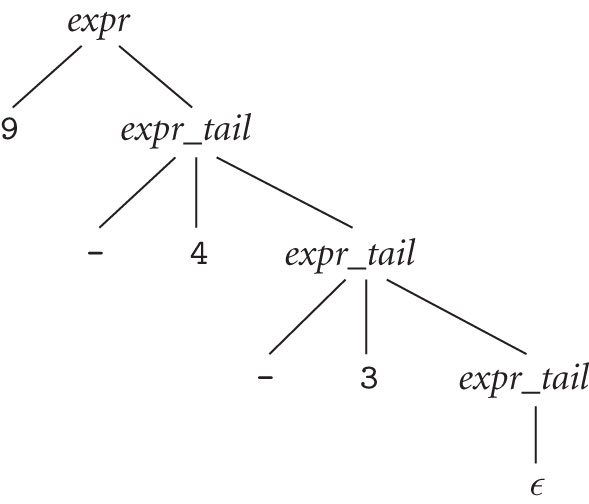 expr
9 expr_tail
- 4 expr_tail
- 3 expr_tail
ϵ